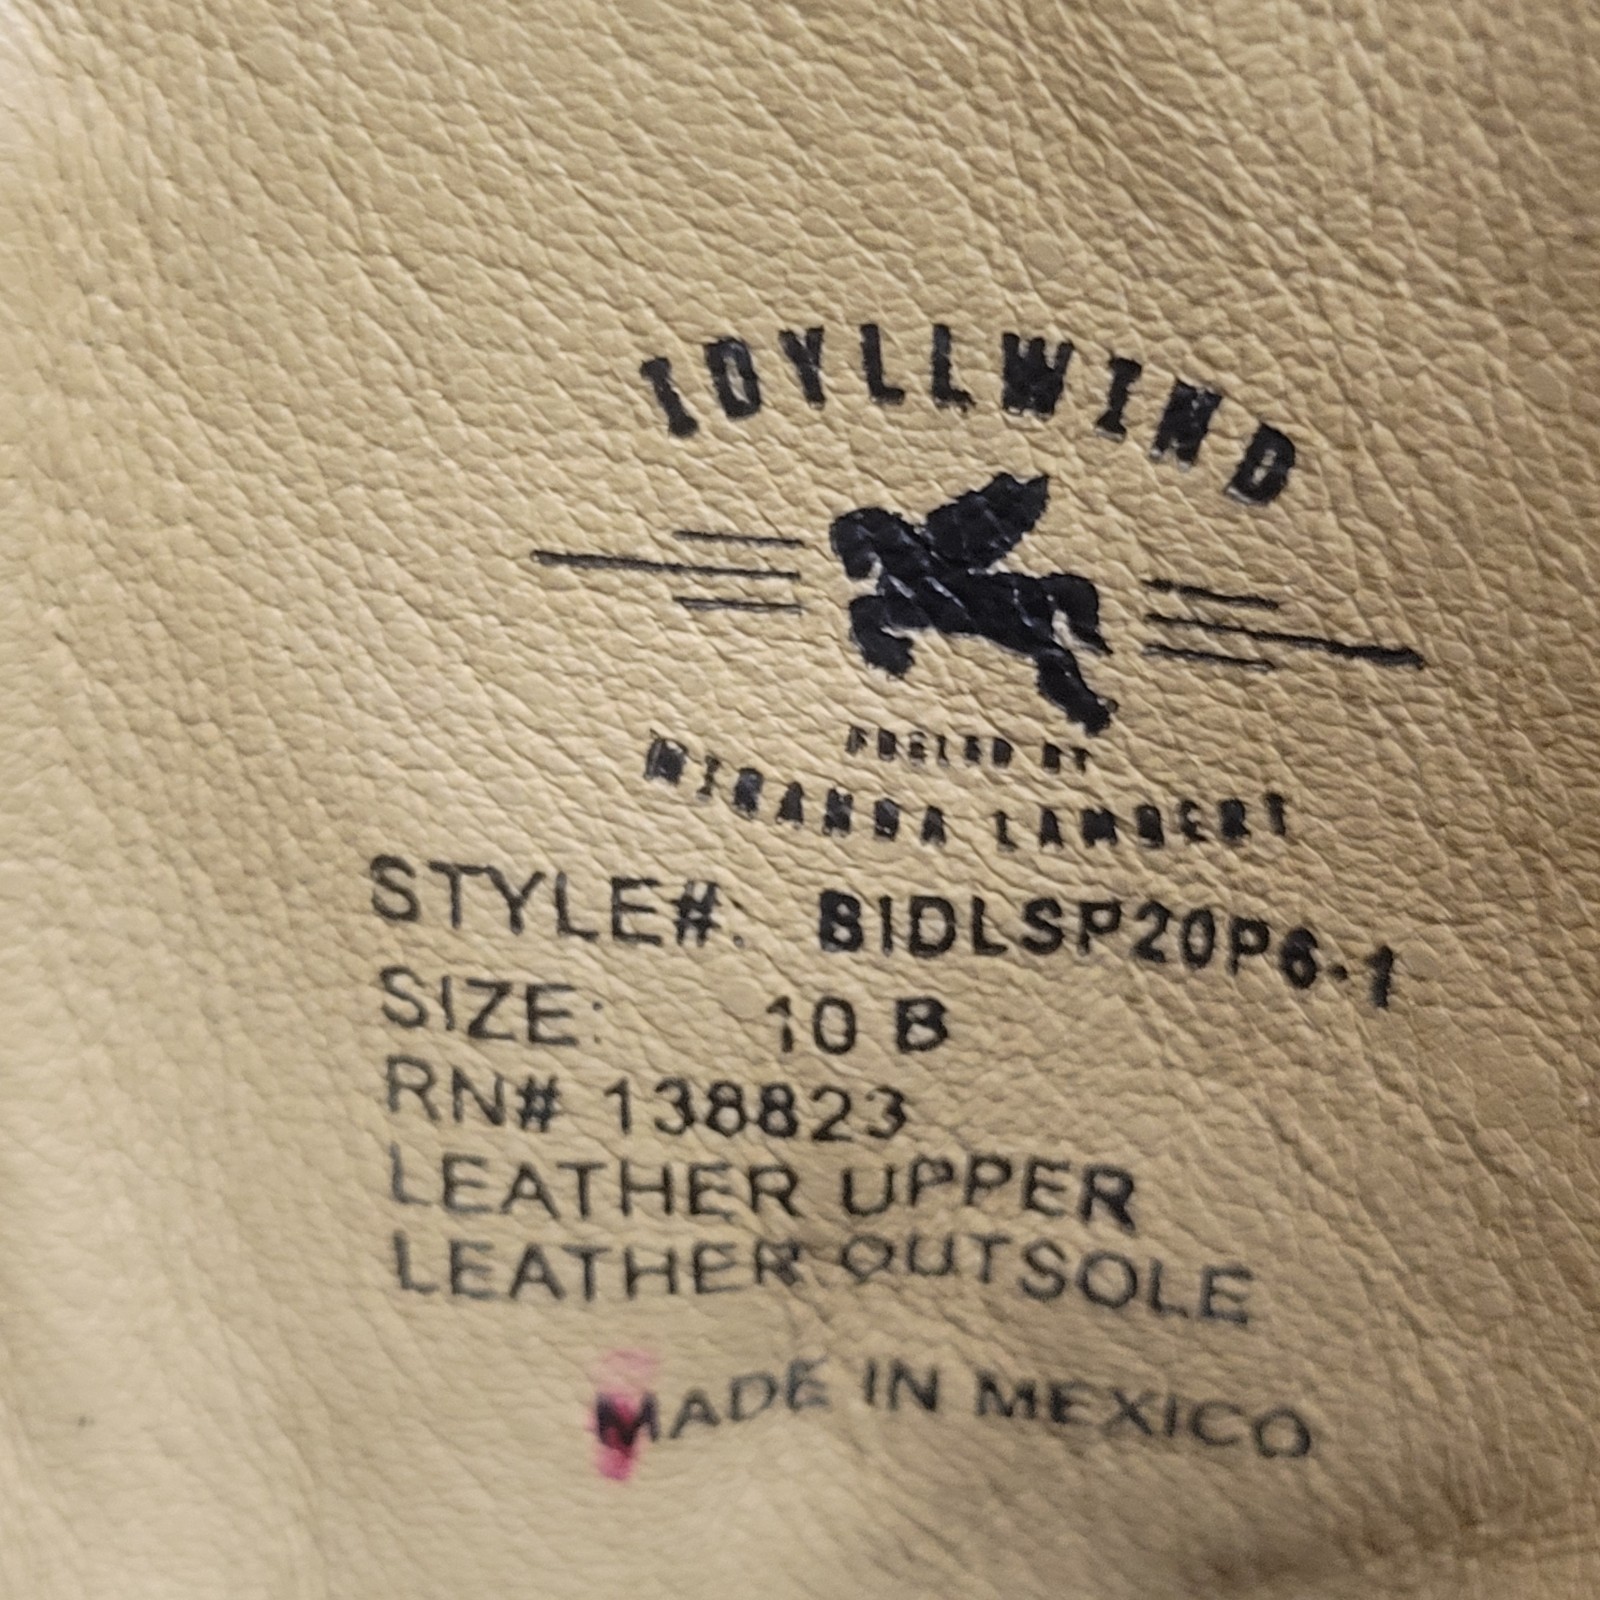 IDYLLWIND
FUELED BY
MIRANDA LAMBERT
STYLE#: BIDLSP20P6-1
SIZE: 10 B
RN# 138823
LEATHER UPPER
LEATHER OUTSOLE
MADE IN MEXICO